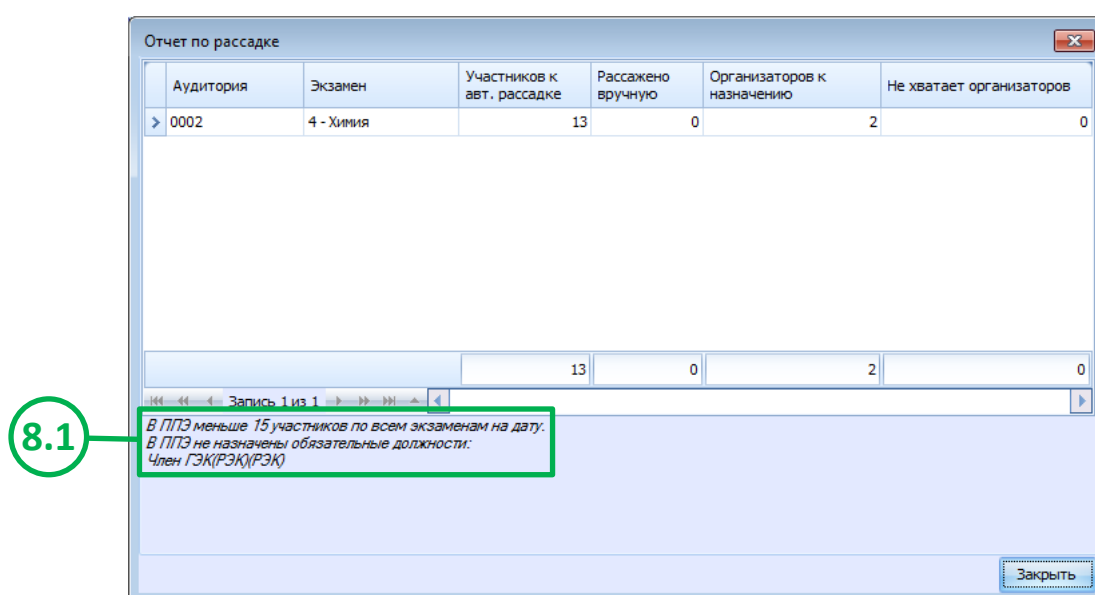 Отчет по рассадке
Аудитория Экзамен Участников к авт. рассадке Рассажено вручную Организаторов к назначению Не хватает организаторов
0002 4 - Химия 13 0 2 0
13 0 2 0
Запись 1 из 1
8.1
В ППЭ меньше 15 участников по всем экзаменам на дату.
В ППЭ не назначены обязательные должности:
Член ГЭК(РЭК)(РЭК)
Закрыть